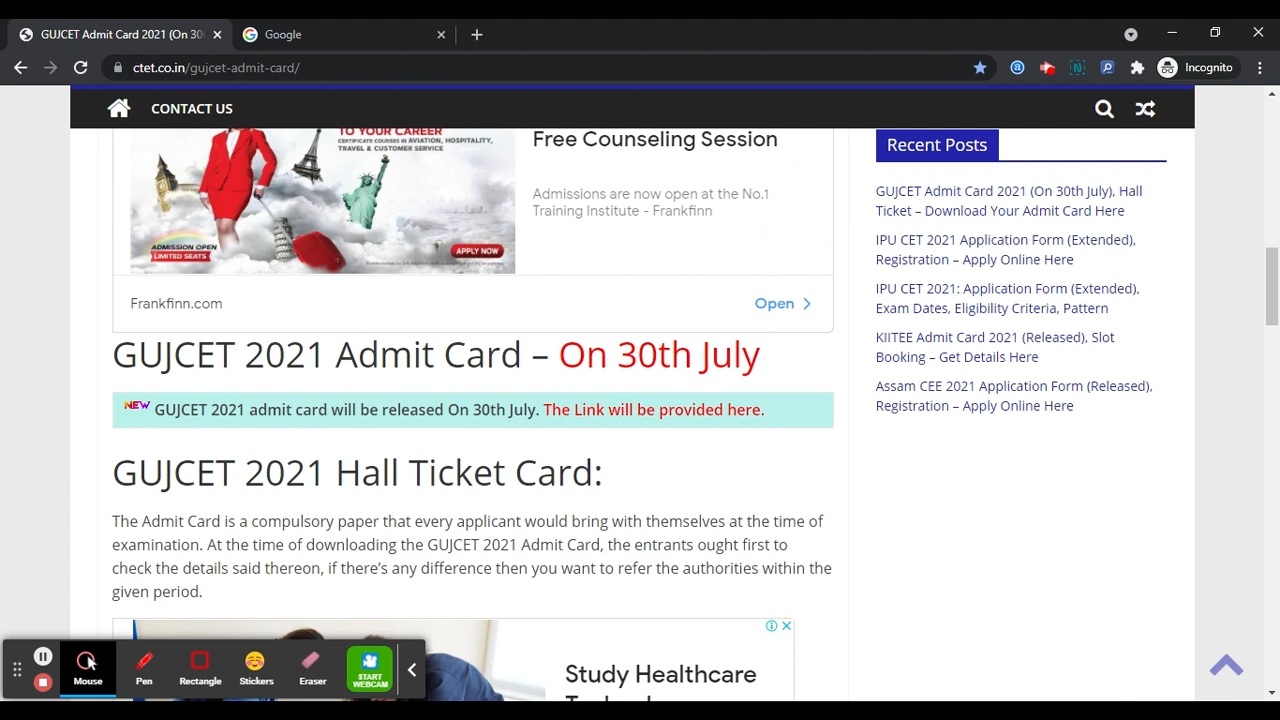 GUJCET Admit Card 2021 (On 30
Google
ctet.co.in/gujcet-admit-card/
Incognito
CONTACT US
TO YOUR CAREER
CERTIFICATE COURSES IN AVIATION, HOSPITALITY,
TRAVEL & CUSTOMER SERVICE
ADMISSION OPEN
LIMITED SEATS
APPLY NOW
Free Counseling Session
Admissions are now open at the No.1
Training Institute - Frankfinn
Frankfinn.com
Open
GUJCET 2021 Admit Card – On 30th July
NEW GUJCET 2021 admit card will be released On 30th July. The Link will be provided here.
GUJCET 2021 Hall Ticket Card:
The Admit Card is a compulsory paper that every applicant would bring with themselves at the time of
examination. At the time of downloading the GUJCET 2021 Admit Card, the entrants ought first to
check the details said thereon, if there's any difference then you want to refer the authorities within the
given period.
Study Healthcare
Recent Posts
GUJCET Admit Card 2021 (On 30th July), Hall
Ticket – Download Your Admit Card Here
IPU CET 2021 Application Form (Extended),
Registration – Apply Online Here
IPU CET 2021: Application Form (Extended),
Exam Dates, Eligibility Criteria, Pattern
KIITEE Admit Card 2021 (Released), Slot
Booking – Get Details Here
Assam CEE 2021 Application Form (Released),
Registration – Apply Online Here
Mouse
Pen
Rectangle
Stickers
Eraser
START
WEBCAM